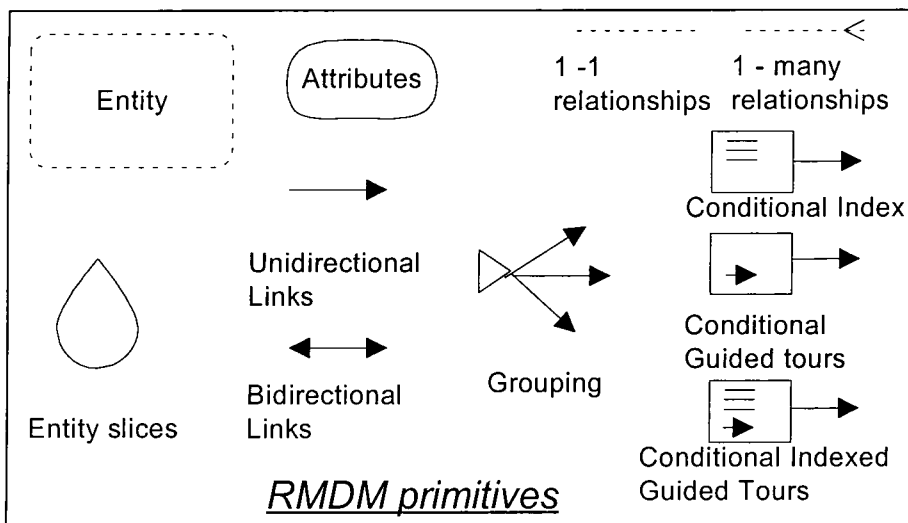 Entity
Attributes
1 -1
relationships
1 - many
relationships
Conditional Index
Unidirectional
Links
Conditional
Guided tours
Grouping
Bidirectional
Links
Entity slices
Conditional Indexed
Guided Tours
RMDM primitives